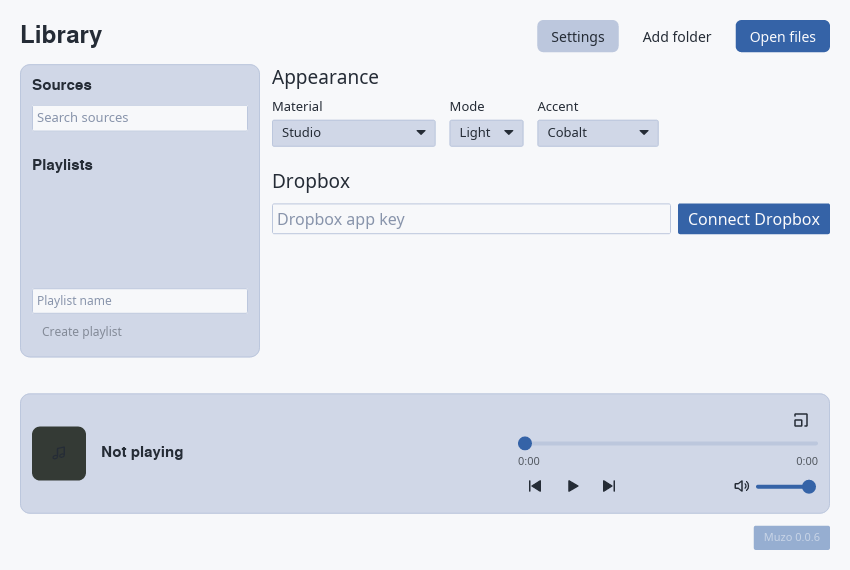 Library
Settings
Add folder
Open files
Sources
Search sources
Playlists
Playlist name
Create playlist
Appearance
Material
Mode
Accent
Studio
Light
Cobalt
Dropbox
Dropbox app key
Connect Dropbox
Not playing
0:00
0:00
Muzo 0.0.6